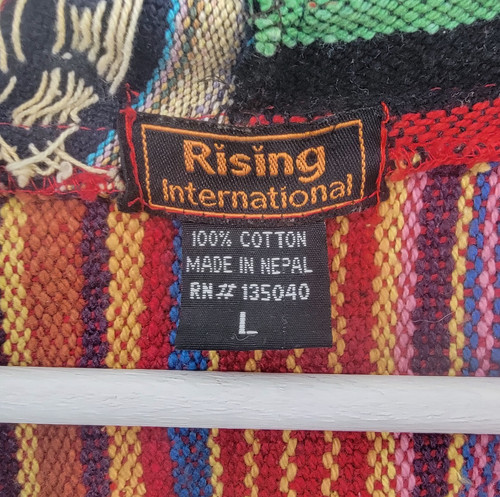 Rising
International
100% COTTON
MADE IN NEPAL
RN# 135040
L